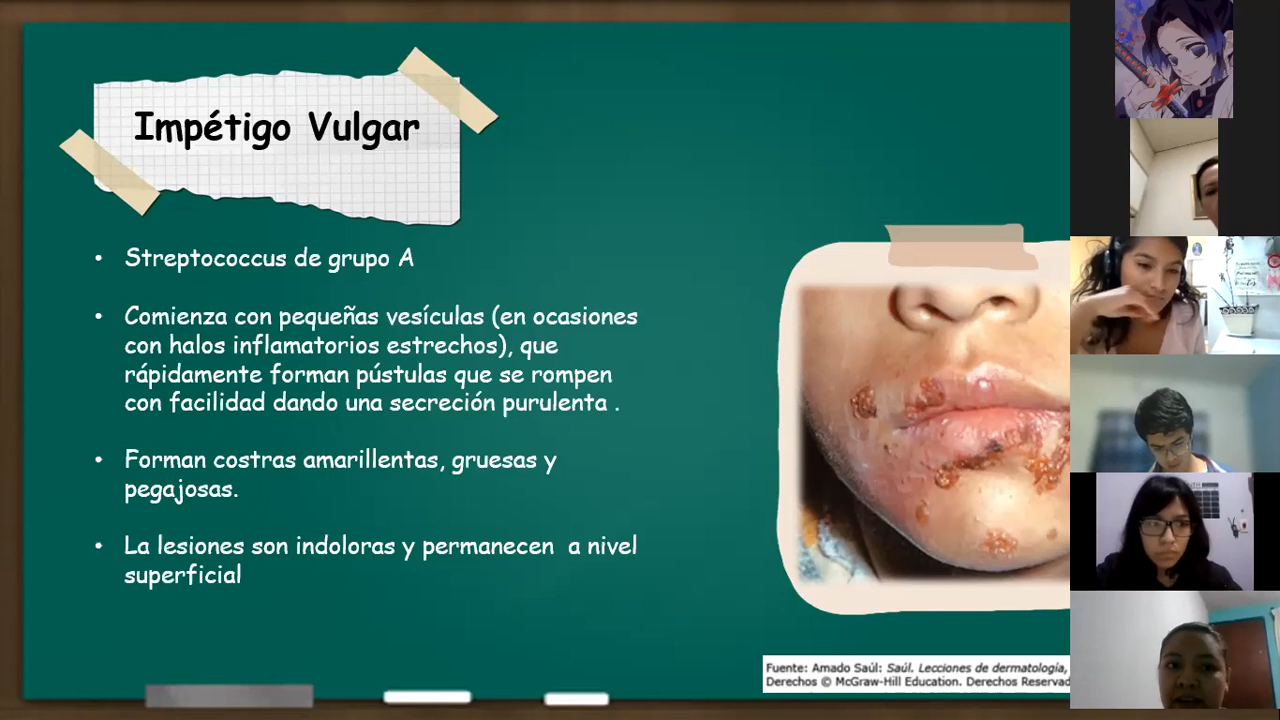 Impétigo Vulgar
• Streptococcus de grupo A
• Comienza con pequeñas vesículas (en ocasiones
con halos inflamatorios estrechos), que
rápidamente forman pústulas que se rompen
con facilidad dando una secreción purulenta .
• Forman costras amarillentas, gruesas y
pegajosas.
• La lesiones son indoloras y permanecen a nivel
superficial
Fuente: Amado Saúl: Saúl. Lecciones de dermatología,
Derechos © McGraw-Hill Education. Derechos Reservad